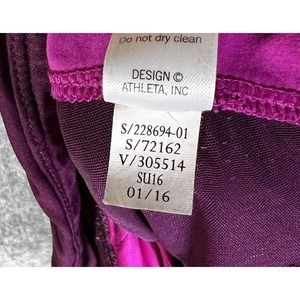 Do not dry clean
DESIGN ©
ATHLETA, INC
S/228694-01
S/72162
V/305514
SU16
01/16